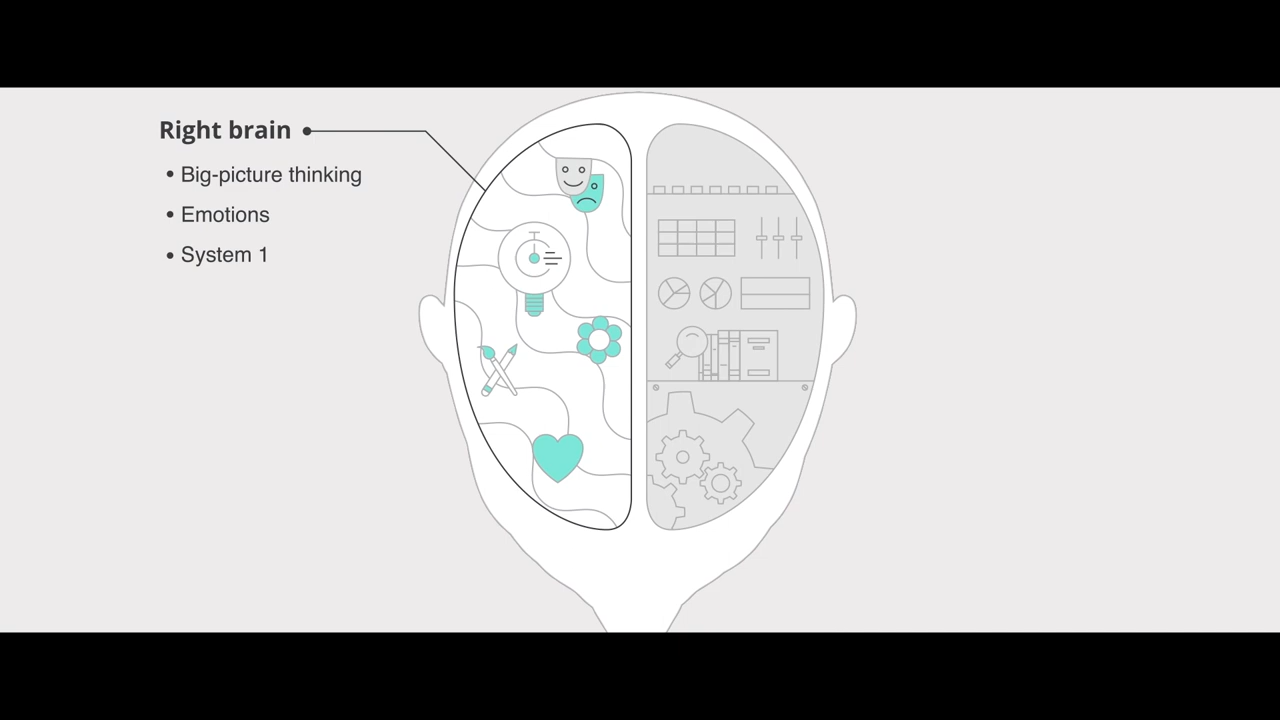 Right brain
• Big-picture thinking
• Emotions
• System 1